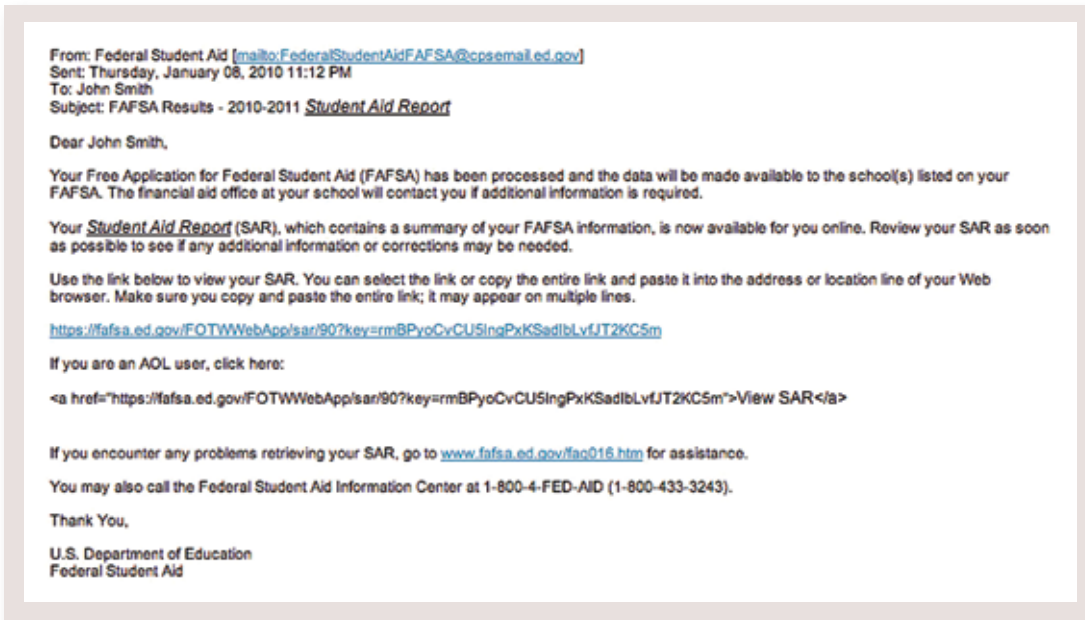 From: Federal Student Aid [mailto:FederalStudentAidFAFSA@cpsemail.ed.gov]
Sent: Thursday, January 08, 2010 11:12 PM
To: John Smith
Subject: FAFSA Results - 2010-2011 Student Aid Report
Dear John Smith,
Your Free Application for Federal Student Aid (FAFSA) has been processed and the data will be made available to the school(s) listed on your
FAFSA. The financial aid office at your school will contact you if additional information is required.
Your Student Aid Report (SAR), which contains a summary of your FAFSA information, is now available for you online. Review your SAR as soon
as possible to see if any additional information or corrections may be needed.
Use the link below to view your SAR. You can select the link or copy the entire link and paste it into the address or location line of your Web
browser. Make sure you copy and paste the entire link; it may appear on multiple lines.
https://fafsa.ed.gov/FOTWWebApp/sar/90?key=rmBPyoCvCU5IngPxKSadIbLvfJT2KC5m
If you are an AOL user, click here:
<a href="https://fafsa.ed.gov/FOTWWebApp/sar/90?key=rmBPyoCvCU5IngPxKSadIbLvfJT2KC5m">View SAR</a>
If you encounter any problems retrieving your SAR, go to www.fafsa.ed.gov/faq016.htm for assistance.
You may also call the Federal Student Aid Information Center at 1-800-4-FED-AID (1-800-433-3243).
Thank You,
U.S. Department of Education
Federal Student Aid